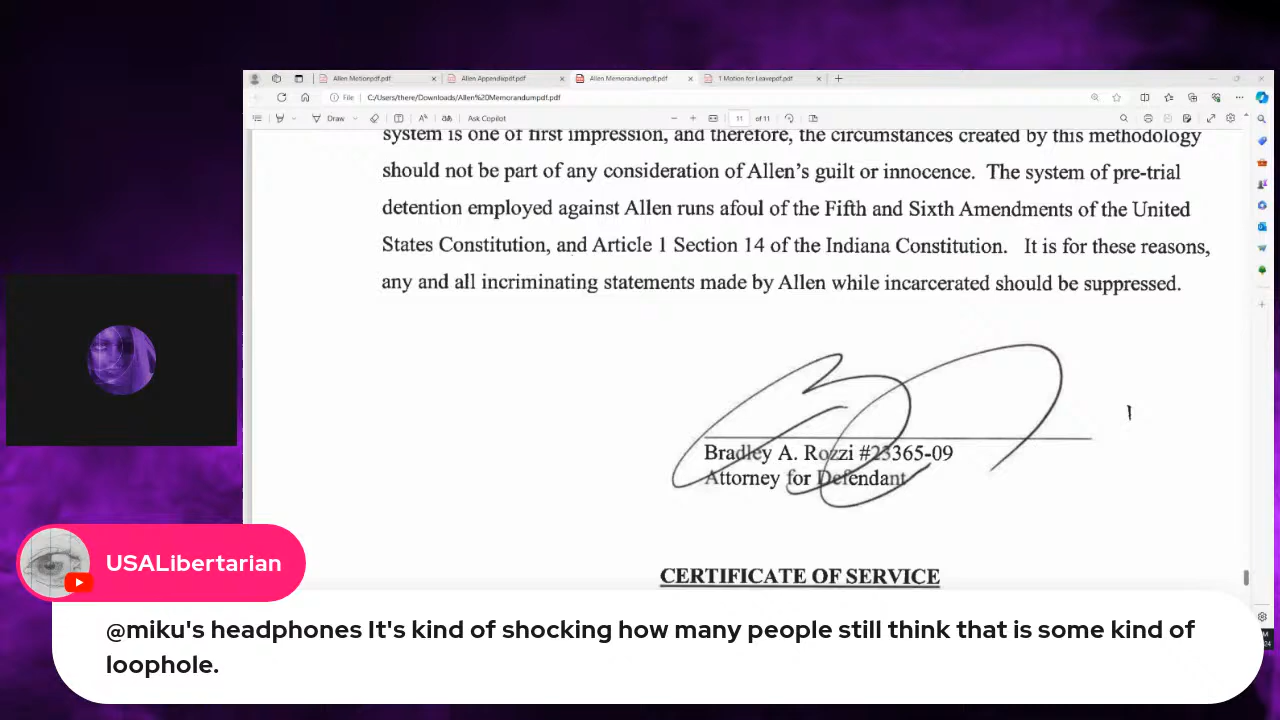 Allen Motionpdf.pdf
Allen Appendixpdf.pdf
Allen Memorandumpdf.pdf
1 Motion for Leavepdf.pdf
File
C:/Users/there/Downloads/Allen%20Memorandumpdf.pdf
Draw
Ask Copilot
11
of 11
system is one of first impression, and therefore, the circumstances created by this methodology
should not be part of any consideration of Allen's guilt or innocence. The system of pre-trial
detention employed against Allen runs afoul of the Fifth and Sixth Amendments of the United
States Constitution, and Article 1 Section 14 of the Indiana Constitution. It is for these reasons,
any and all incriminating statements made by Allen while incarcerated should be suppressed.
Bradley A. Rozzi #23365-09
Attorney for Defendant
CERTIFICATE OF SERVICE
USALibertarian
@miku's headphones It's kind of shocking how many people still think that is some kind of
loophole.